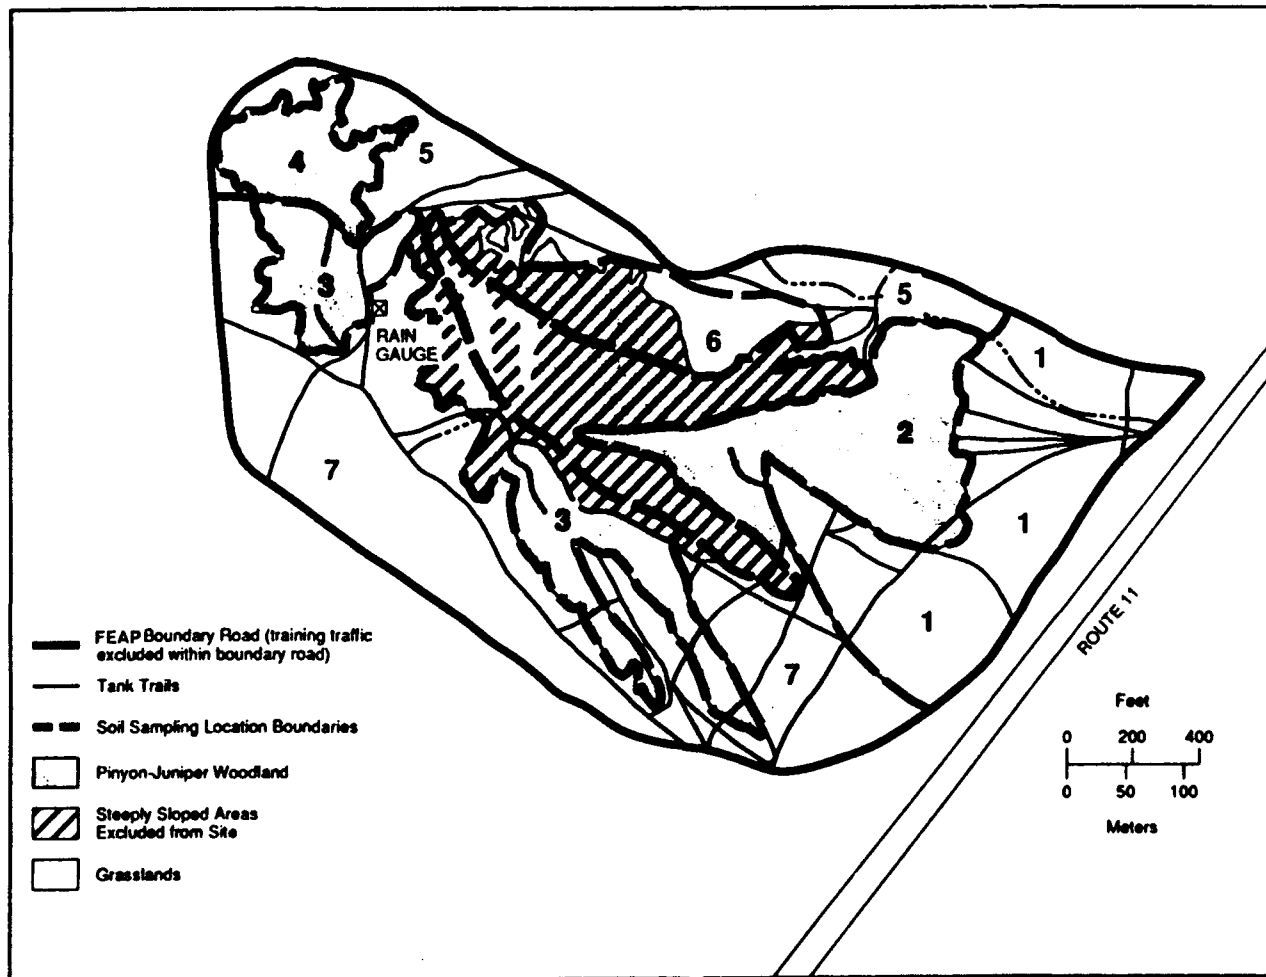 4
5
3
RAIN
GAUGE
5
6
1
2
7
3
1
1
7
ROUTE 11
FEAP Boundary Road (training traffic
excluded within boundary road)
Tank Trails
Soil Sampling Location Boundaries
Pinyon-Juniper Woodland
Steeply Sloped Areas
Excluded from Site
Grasslands
Feet
0 200 400
0 50 100
Meters